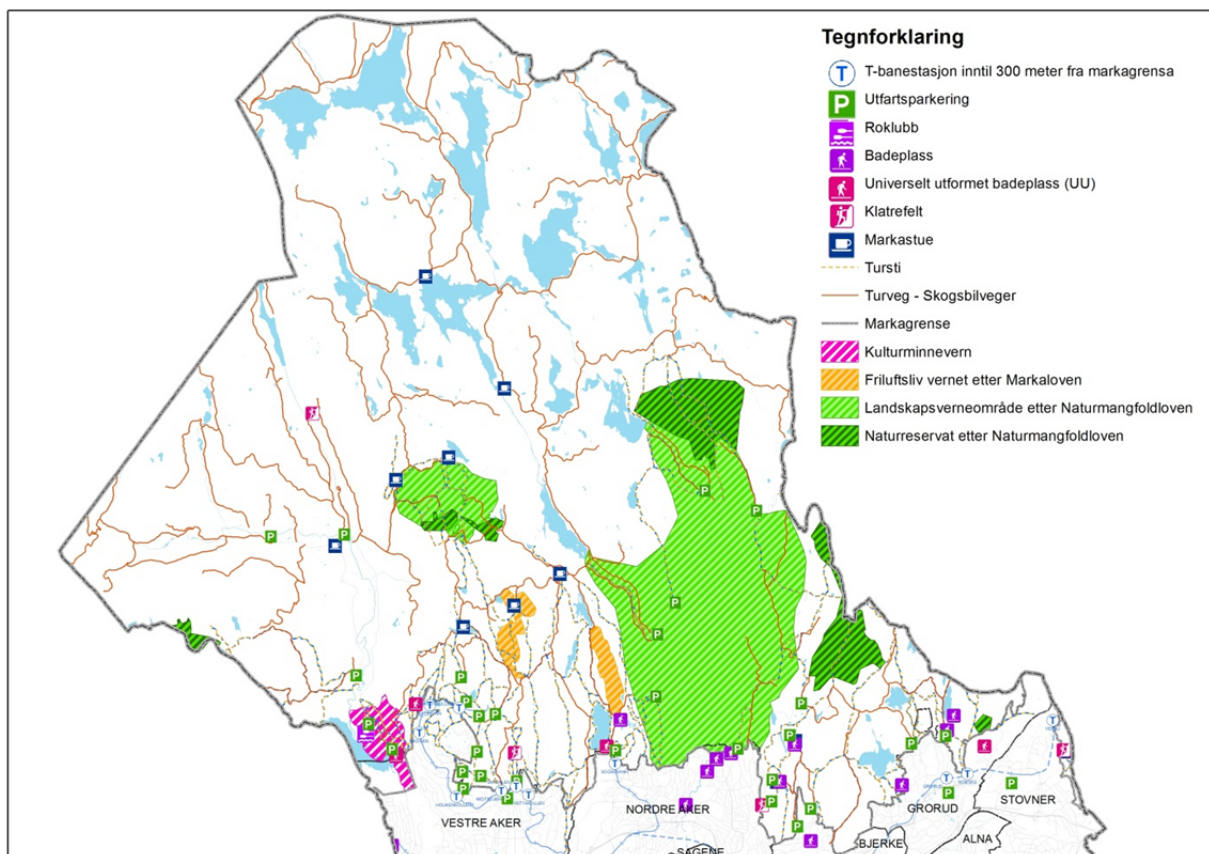 Tegnforklaring
T T-banestasjon inntil 300 meter fra markagrensa
P Utfartsparkering
Roklubb
Badeplass
Universelt utformet badeplass (UU)
Klatrefelt
Markastue
Tursti
Turveg - Skogsbilveger
Markagrense
Kulturminnevern
Friluftsliv vernet etter Markaloven
Landskapsverneområde etter Naturmangfoldloven
Naturreservat etter Naturmangfoldloven
VESTRE AKER
NORDRE AKER
SAGENE
BJERKE
GRORUD
ALNA
STOVNER